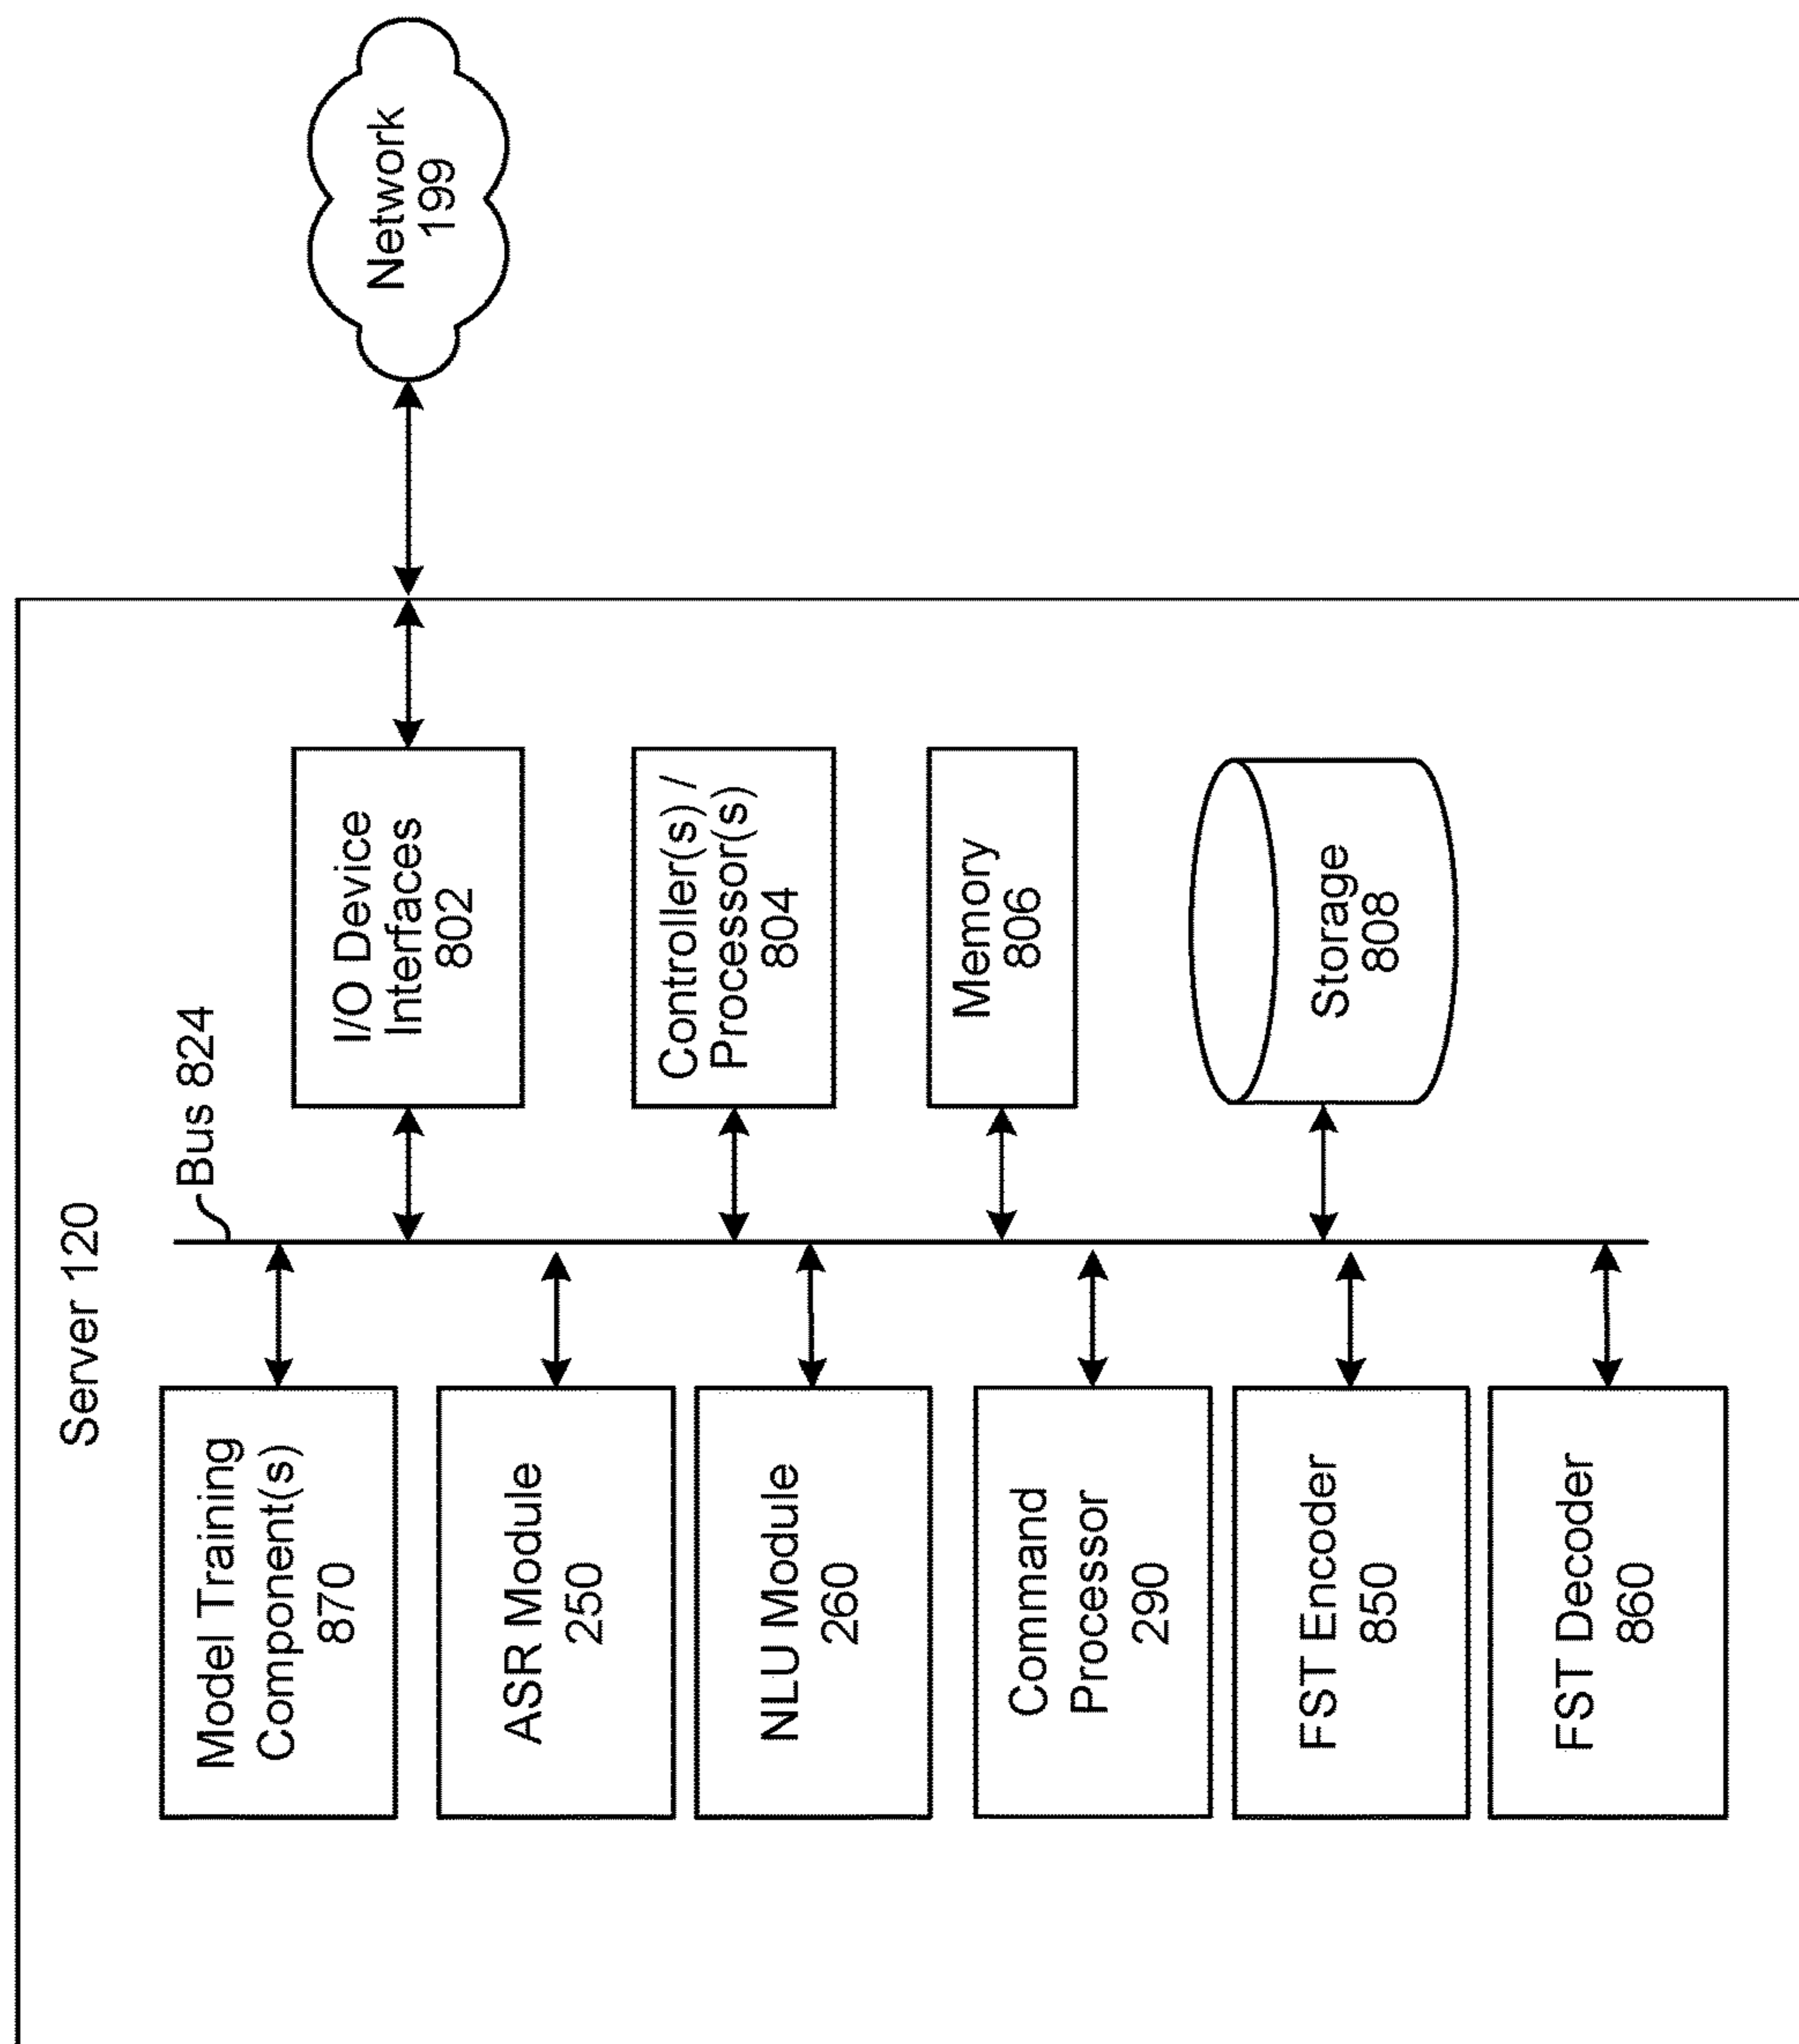 Server 120
Bus 824
Network
199
I/O Device
Interfaces
802
Controller(s) /
Processor(s)
804
Memory
806
Storage
808
Model Training
Component(s)
870
ASR Module
250
NLU Module
260
Command
Processor
290
FST Encoder
850
FST Decoder
860